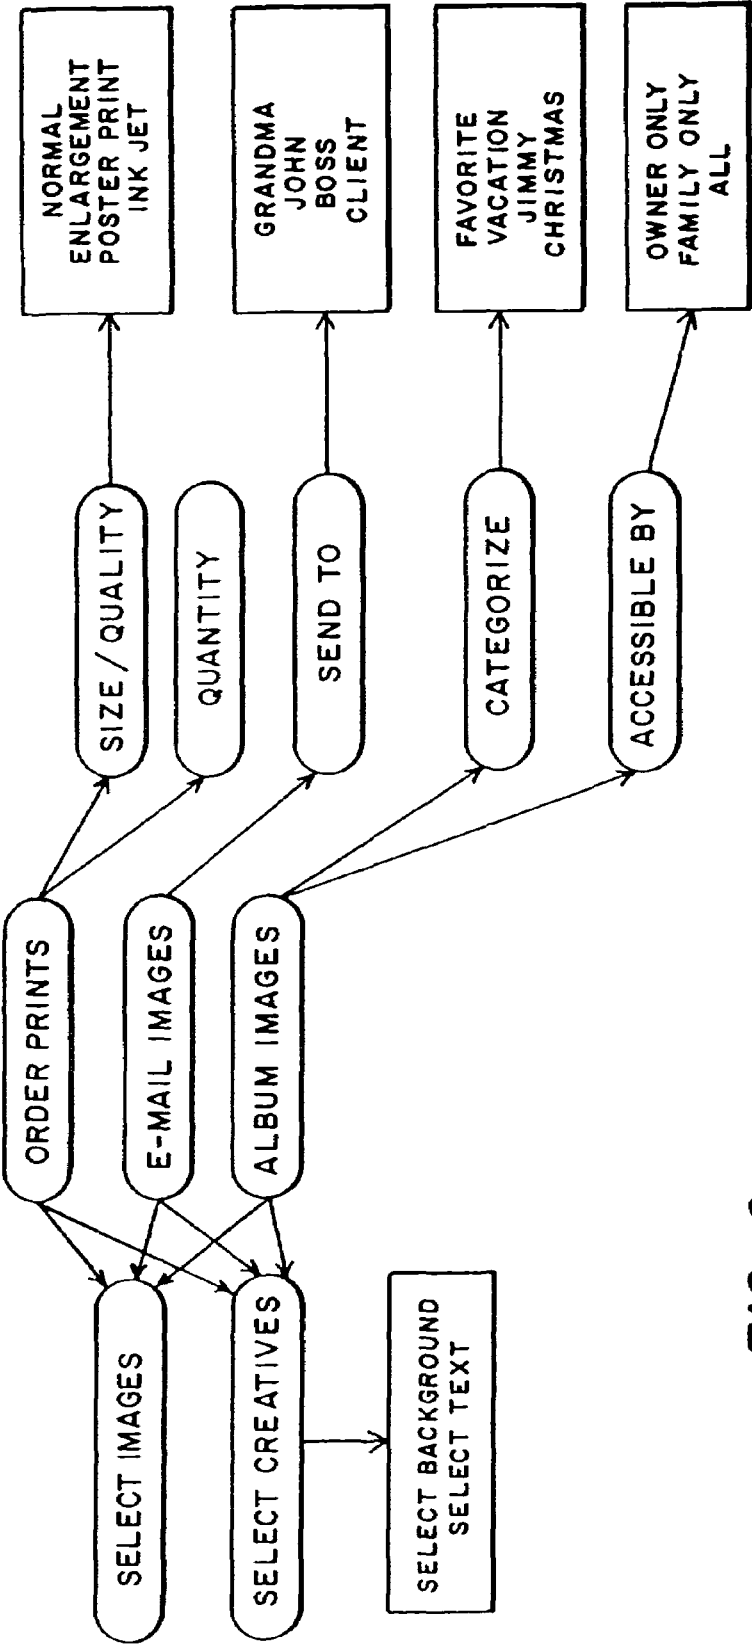 SELECT IMAGES
SELECT CREATIVES
SELECT BACKGROUND
SELECT TEXT
ORDER PRINTS
E-MAIL IMAGES
ALBUM IMAGES
SIZE / QUALITY
QUANTITY
SEND TO
CATEGORIZE
ACCESSIBLE BY
NORMAL
ENLARGEMENT
POSTER PRINT
INK JET
GRANDMA
JOHN
BOSS
CLIENT
FAVORITE
VACATION
JIMMY
CHRISTMAS
OWNER ONLY
FAMILY ONLY
ALL